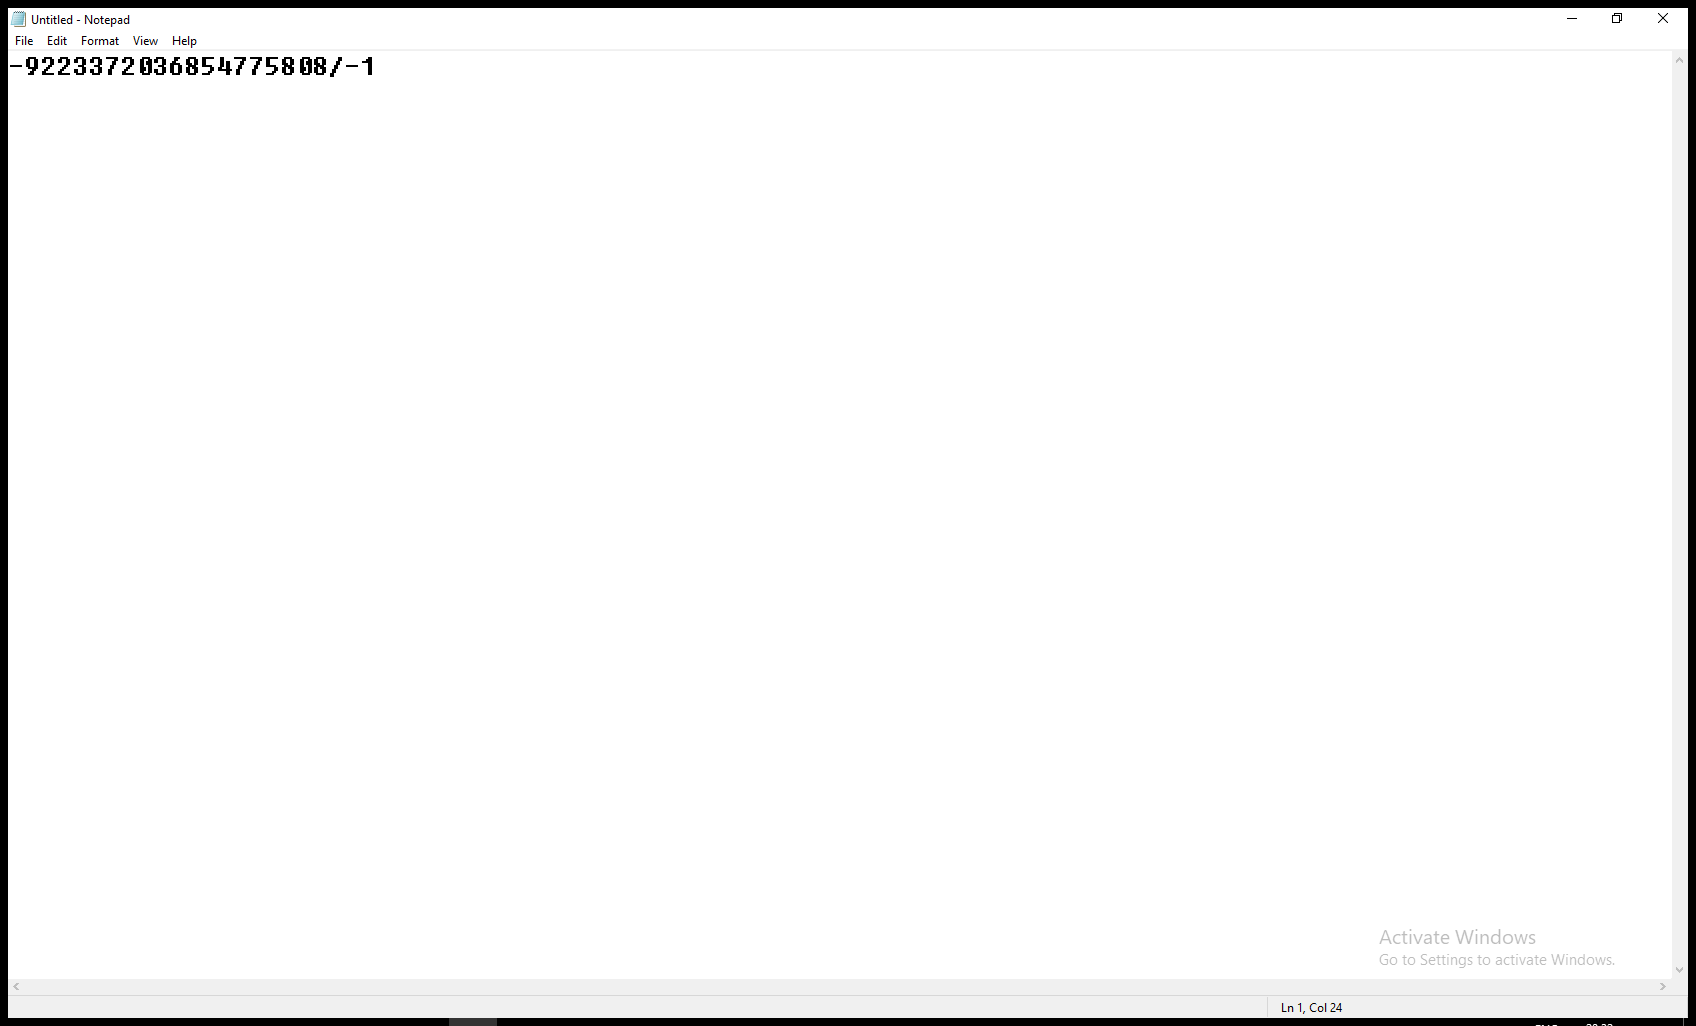 Untitled - Notepad
File Edit Format View Help
-9223372036854775808/-1
Activate Windows
Go to Settings to activate Windows.
Ln 1, Col 24